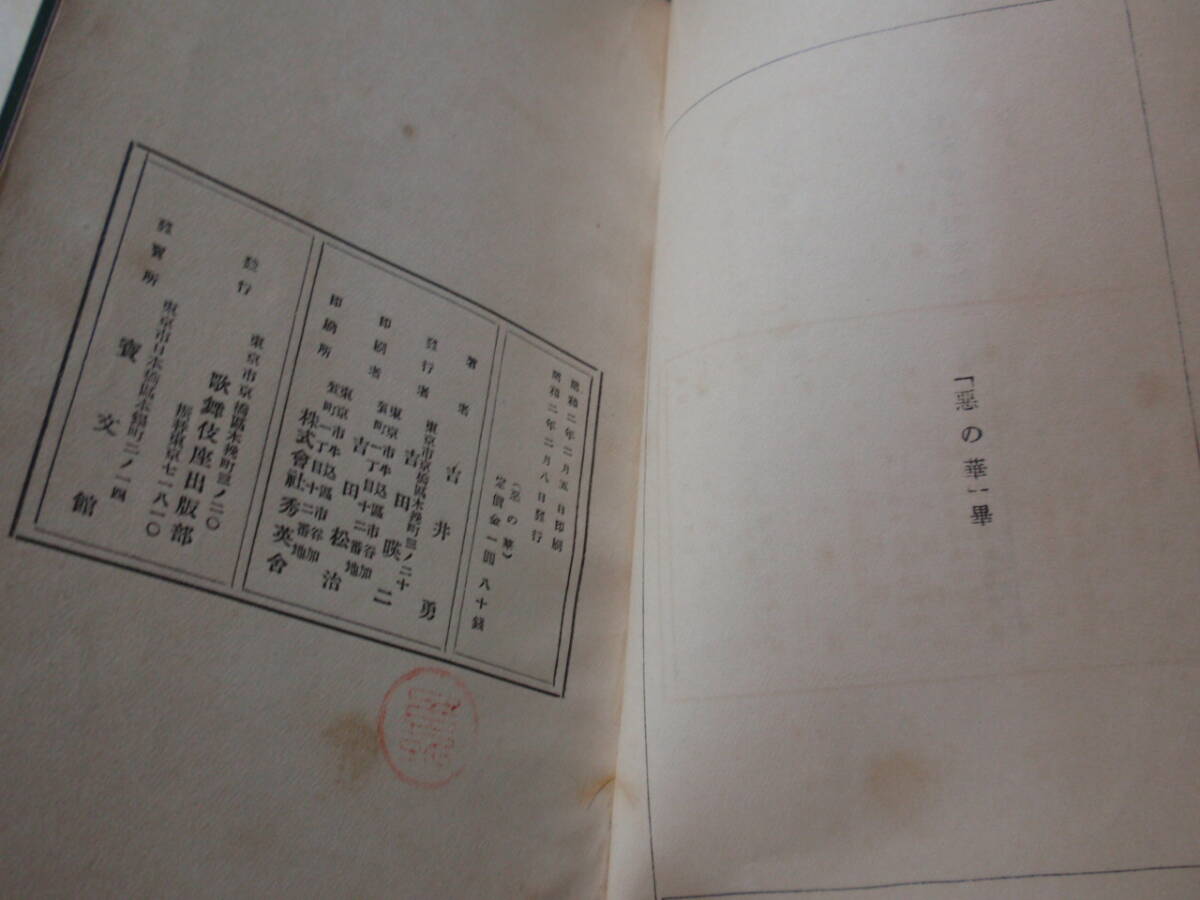 「惡の華」畢
昭和二年二月五日印刷
昭和二年二月八日發行
(惡の華)
定價金一圓八十錢
著者 吉井勇
發行者 東京市京橋區木挽町三ノ二十
吉田暎二
印刷者 東京市牛込區市谷加
賀町一丁目十二番地
吉田松治
印刷所 東京市牛込區市谷加
賀町一丁目十二番地
株式會社秀英舍
發行 東京市京橋區木挽町三ノ二〇
歌舞伎座出版部
振替東京七一八一〇
發賣所 東京市日本橋區本銀町二ノ一四
寶文館